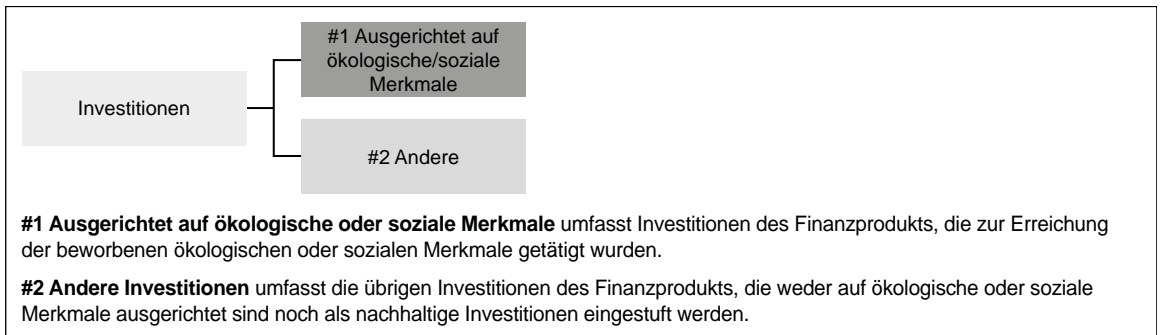 #1 Ausgerichtet auf
ökologische/soziale
Merkmale
Investitionen
#2 Andere
#1 Ausgerichtet auf ökologische oder soziale Merkmale umfasst Investitionen des Finanzprodukts, die zur Erreichung
der beworbenen ökologischen oder sozialen Merkmale getätigt wurden.
#2 Andere Investitionen umfasst die übrigen Investitionen des Finanzprodukts, die weder auf ökologische oder soziale
Merkmale ausgerichtet sind noch als nachhaltige Investitionen eingestuft werden.